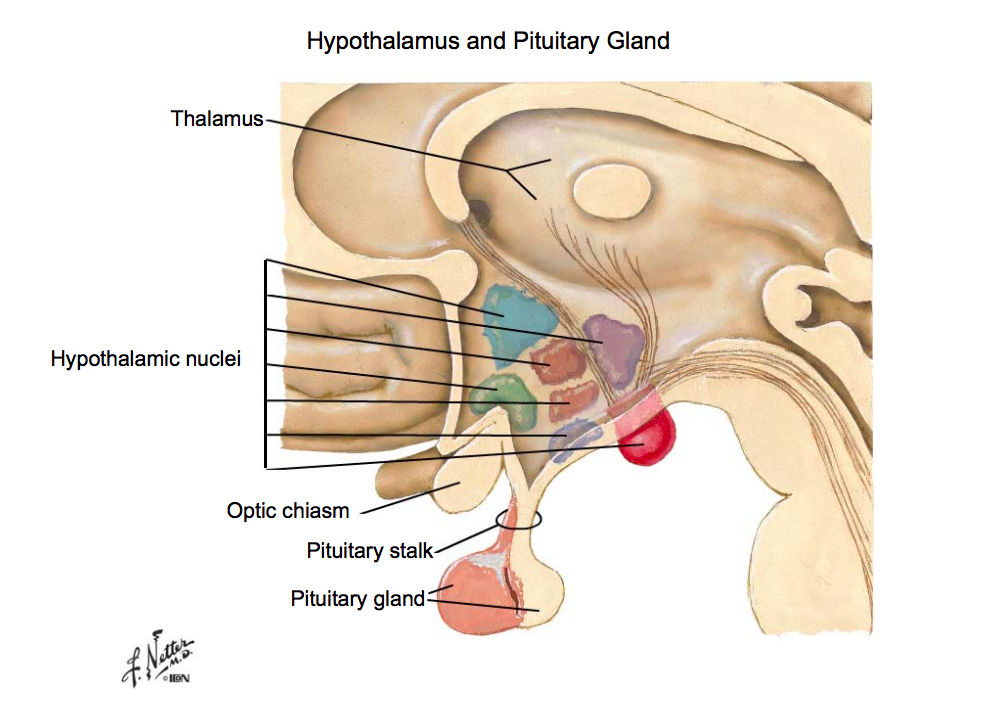 Hypothalamus and Pituitary Gland
Thalamus
Hypothalamic nuclei
Optic chiasm
Pituitary stalk
Pituitary gland
F. Netter
M.D.
© ICON